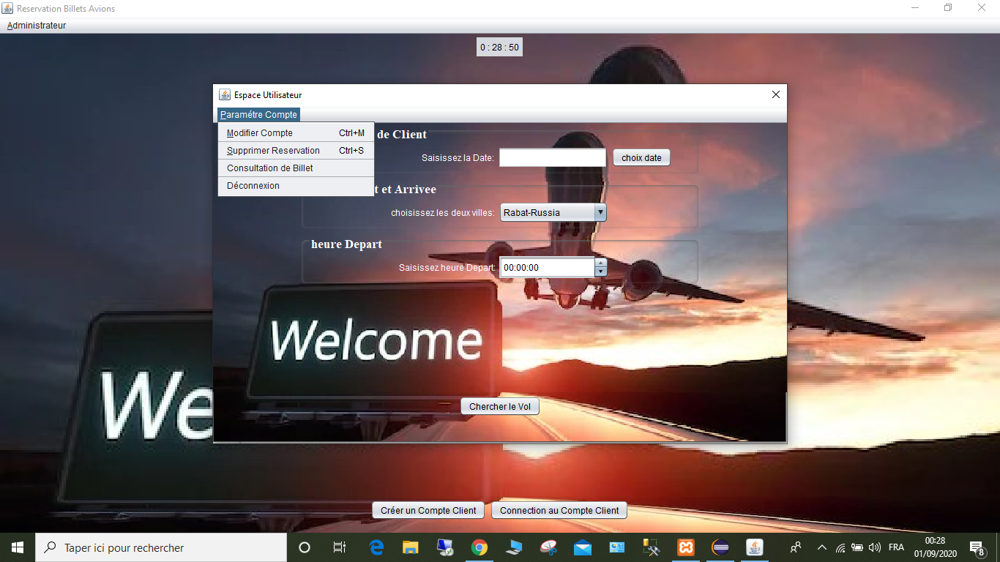 Reservation Billets Avions
Administrateur
0 : 28 : 50
Espace Utilisateur
Paramétre Compte
Modifier Compte Ctrl+M
Supprimer Reservation Ctrl+S
Consultation de Billet
Déconnexion
de Client
Saisissez la Date:
choix date
t et Arrivee
choisissez les deux villes:
Rabat-Russia
heure Depart
Saisissez heure Depart:
00:00:00
Welcome
We
Chercher le Vol
Créer un Compte Client
Connection au Compte Client
Taper ici pour rechercher
FRA
00:28
01/09/2020
8